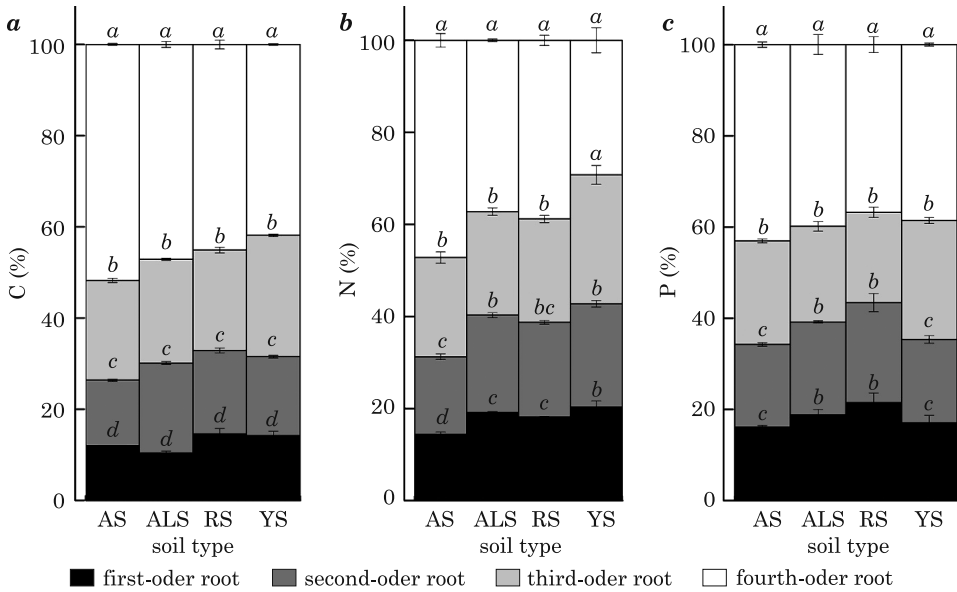 a
a a a a
100
80
60
40
20
0
C (%)
b b b b
c c c c
d d d d
AS ALS RS YS
soil type
b
a a a a
100
80
60
40
20
0
N (%)
b b b a
c b bc b
d c c b
AS ALS RS YS
soil type
c
a a a a
100
80
60
40
20
0
P (%)
b b b b
c b b c
c b b c
AS ALS RS YS
soil type
first-oder root second-oder root third-oder root fourth-oder root